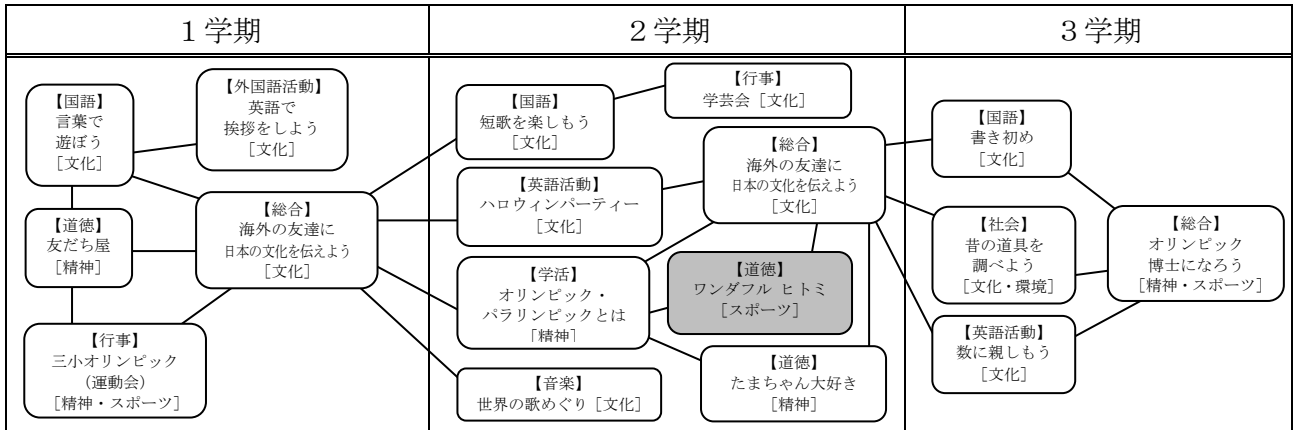 １学期
【国語】
言葉で
遊ぼう
［文化］
【外国語活動】
英語で
挨拶をしよう
［文化］
【道徳】
友だち屋
［精神］
【総合】
海外の友達に
日本の文化を伝えよう
［文化］
【行事】
三小オリンピック
（運動会）
［精神・スポーツ］
２学期
【国語】
短歌を楽しもう
［文化］
【行事】
学芸会［文化］
【英語活動】
ハロウィンパーティー
［文化］
【総合】
海外の友達に
日本の文化を伝えよう
［文化］
【学活】
オリンピック・
パラリンピックとは
［精神］
【道徳】
ワンダフル ヒトミ
［スポーツ］
【音楽】
世界の歌めぐり［文化］
【道徳】
たまちゃん大好き
［精神］
３学期
【国語】
書き初め
［文化］
【社会】
昔の道具を
調べよう
［文化・環境］
【総合】
オリンピック
博士になろう
［精神・スポーツ］
【英語活動】
数に親しもう
［文化］